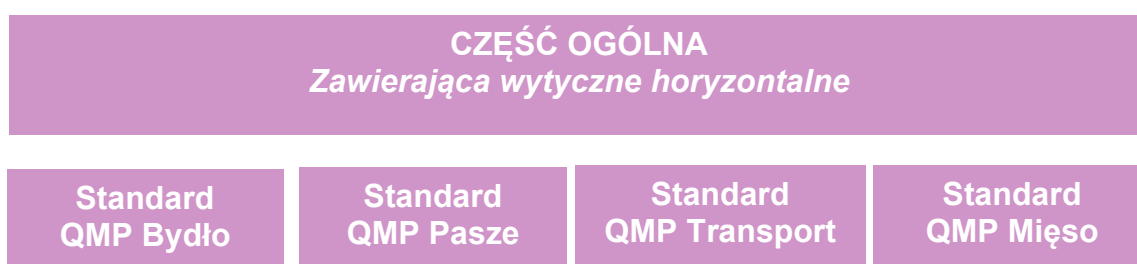 CZĘŚĆ OGÓLNA
Zawierająca wytyczne horyzontalne
Standard
QMP Bydło
Standard
QMP Pasze
Standard
QMP Transport
Standard
QMP Mięso